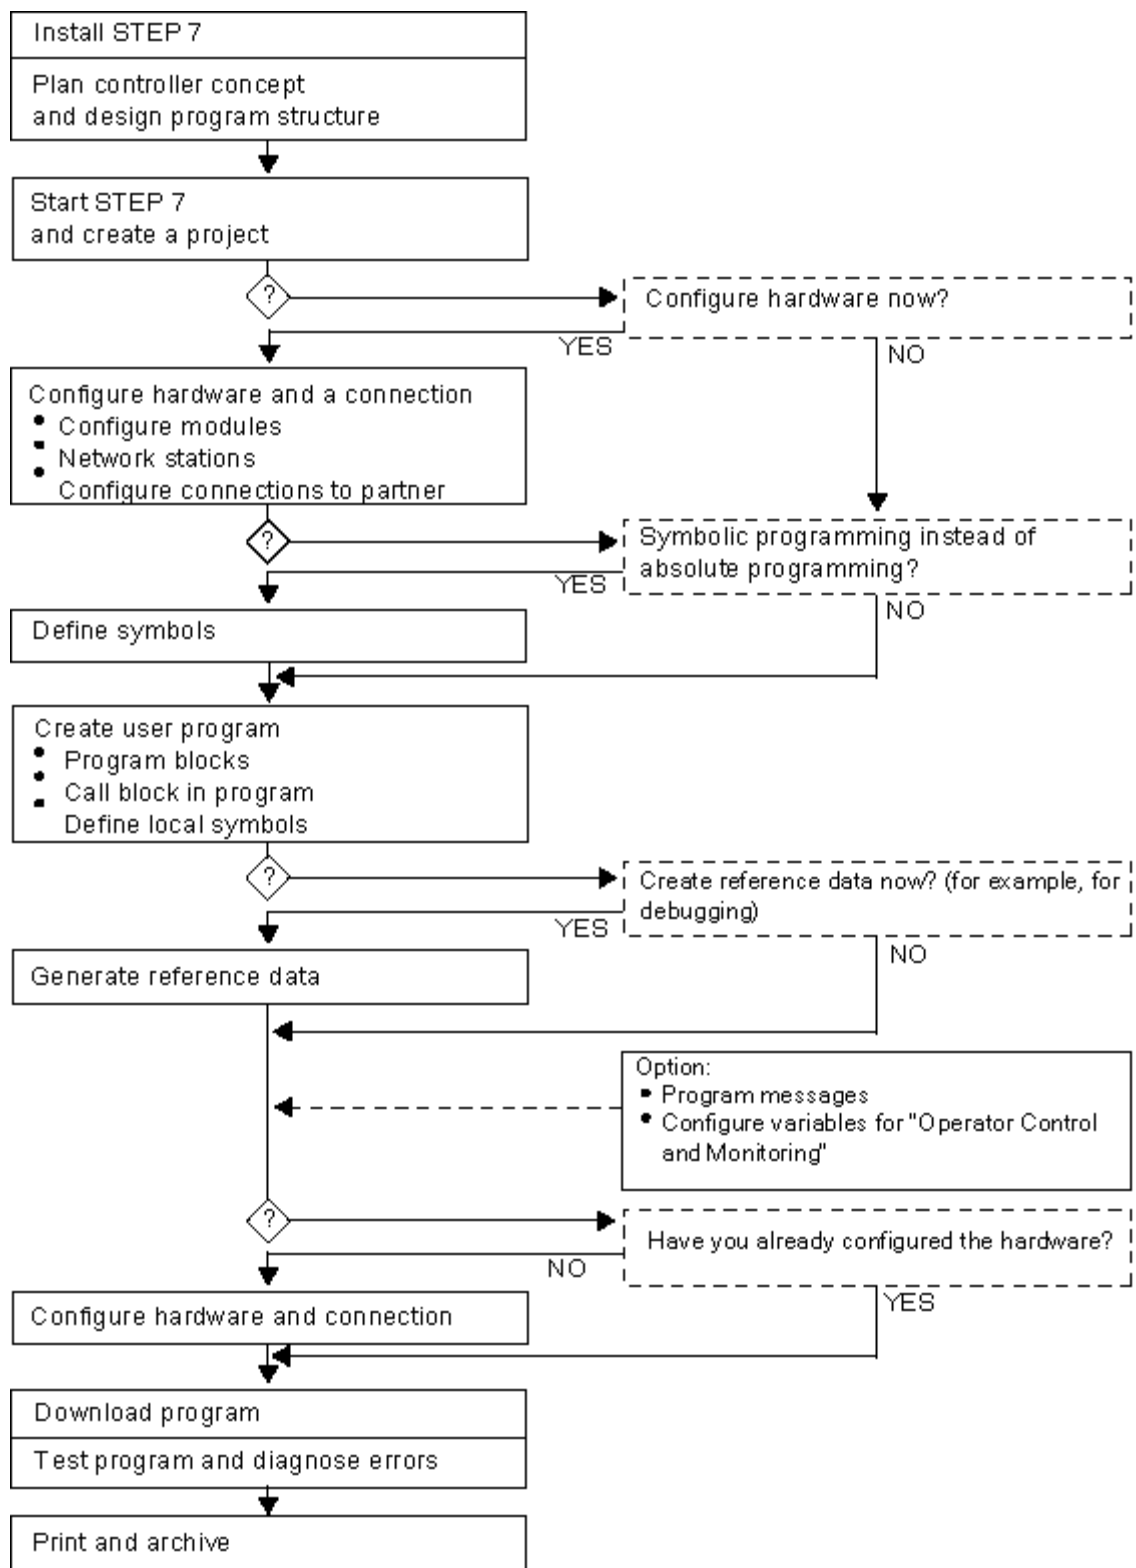 Install STEP 7
Plan controller concept
and design program structure
Start STEP 7
and create a project
?
Configure hardware now?
YES
NO
Configure hardware and a connection
• Configure modules
• Network stations
• Configure connections to partner
?
Symbolic programming instead of
absolute programming?
YES
NO
Define symbols
Create user program
• Program blocks
• Call block in program
• Define local symbols
?
Create reference data now? (for example, for
debugging)
YES
NO
Generate reference data
Option:
• Program messages
• Configure variables for "Operator Control
and Monitoring"
?
Have you already configured the hardware?
NO
YES
Configure hardware and connection
Download program
Test program and diagnose errors
Print and archive